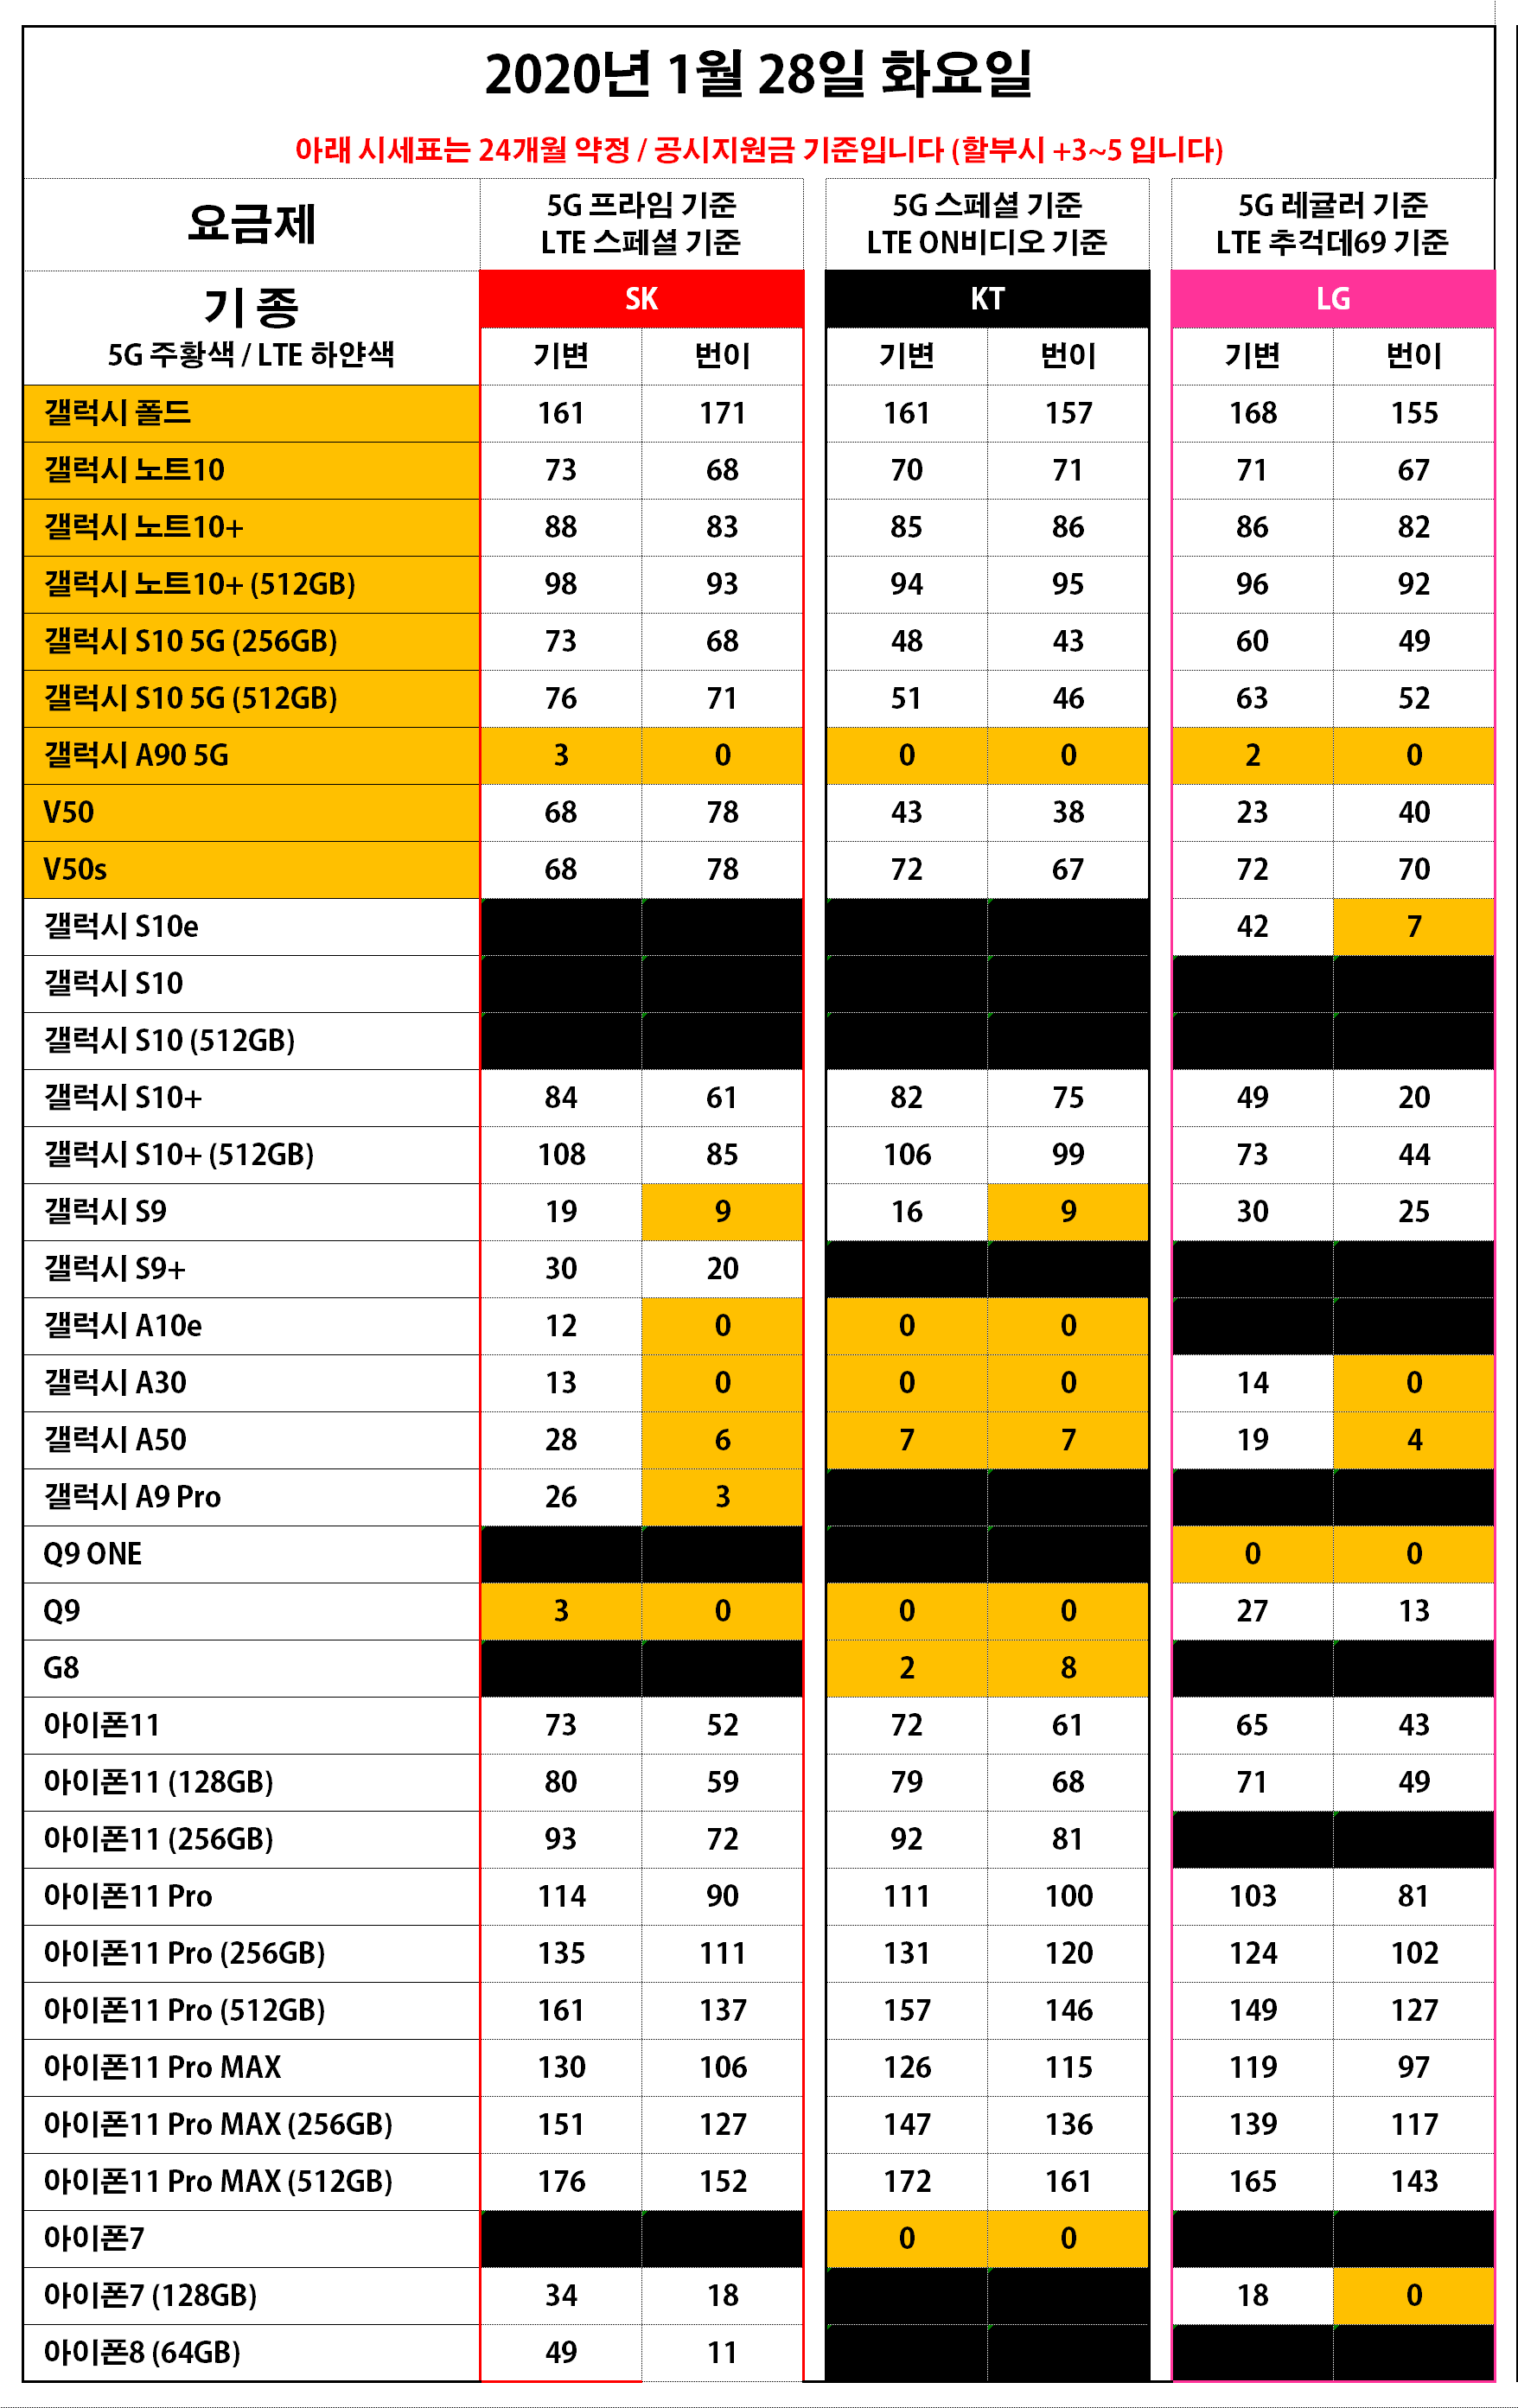 2020년 1월 28일 화요일
아래 시세표는 24개월 약정 / 공시지원금 기준입니다 (할부시 +3~5 입니다)
요금제
5G 프라임 기준
LTE 스페셜 기준
5G 스페셜 기준
LTE ON비디오 기준
5G 레귤러 기준
LTE 추걱데69 기준
기 종
5G 주황색 / LTE 하얀색
SK KT LG
기변 번이 기변 번이 기변 번이
갤럭시 폴드 161 171 161 157 168 155
갤럭시 노트10 73 68 70 71 71 67
갤럭시 노트10+ 88 83 85 86 86 82
갤럭시 노트10+ (512GB) 98 93 94 95 96 92
갤럭시 S10 5G (256GB) 73 68 48 43 60 49
갤럭시 S10 5G (512GB) 76 71 51 46 63 52
갤럭시 A90 5G 3 0 0 0 2 0
V50 68 78 43 38 23 40
V50s 68 78 72 67 72 70
갤럭시 S10e 42 7
갤럭시 S10
갤럭시 S10 (512GB)
갤럭시 S10+ 84 61 82 75 49 20
갤럭시 S10+ (512GB) 108 85 106 99 73 44
갤럭시 S9 19 9 16 9 30 25
갤럭시 S9+ 30 20
갤럭시 A10e 12 0 0 0
갤럭시 A30 13 0 0 0 14 0
갤럭시 A50 28 6 7 7 19 4
갤럭시 A9 Pro 26 3
Q9 ONE 0 0
Q9 3 0 0 0 27 13
G8 2 8
아이폰11 73 52 72 61 65 43
아이폰11 (128GB) 80 59 79 68 71 49
아이폰11 (256GB) 93 72 92 81
아이폰11 Pro 114 90 111 100 103 81
아이폰11 Pro (256GB) 135 111 131 120 124 102
아이폰11 Pro (512GB) 161 137 157 146 149 127
아이폰11 Pro MAX 130 106 126 115 119 97
아이폰11 Pro MAX (256GB) 151 127 147 136 139 117
아이폰11 Pro MAX (512GB) 176 152 172 161 165 143
아이폰7 0 0
아이폰7 (128GB) 34 18 18 0
아이폰8 (64GB) 49 11